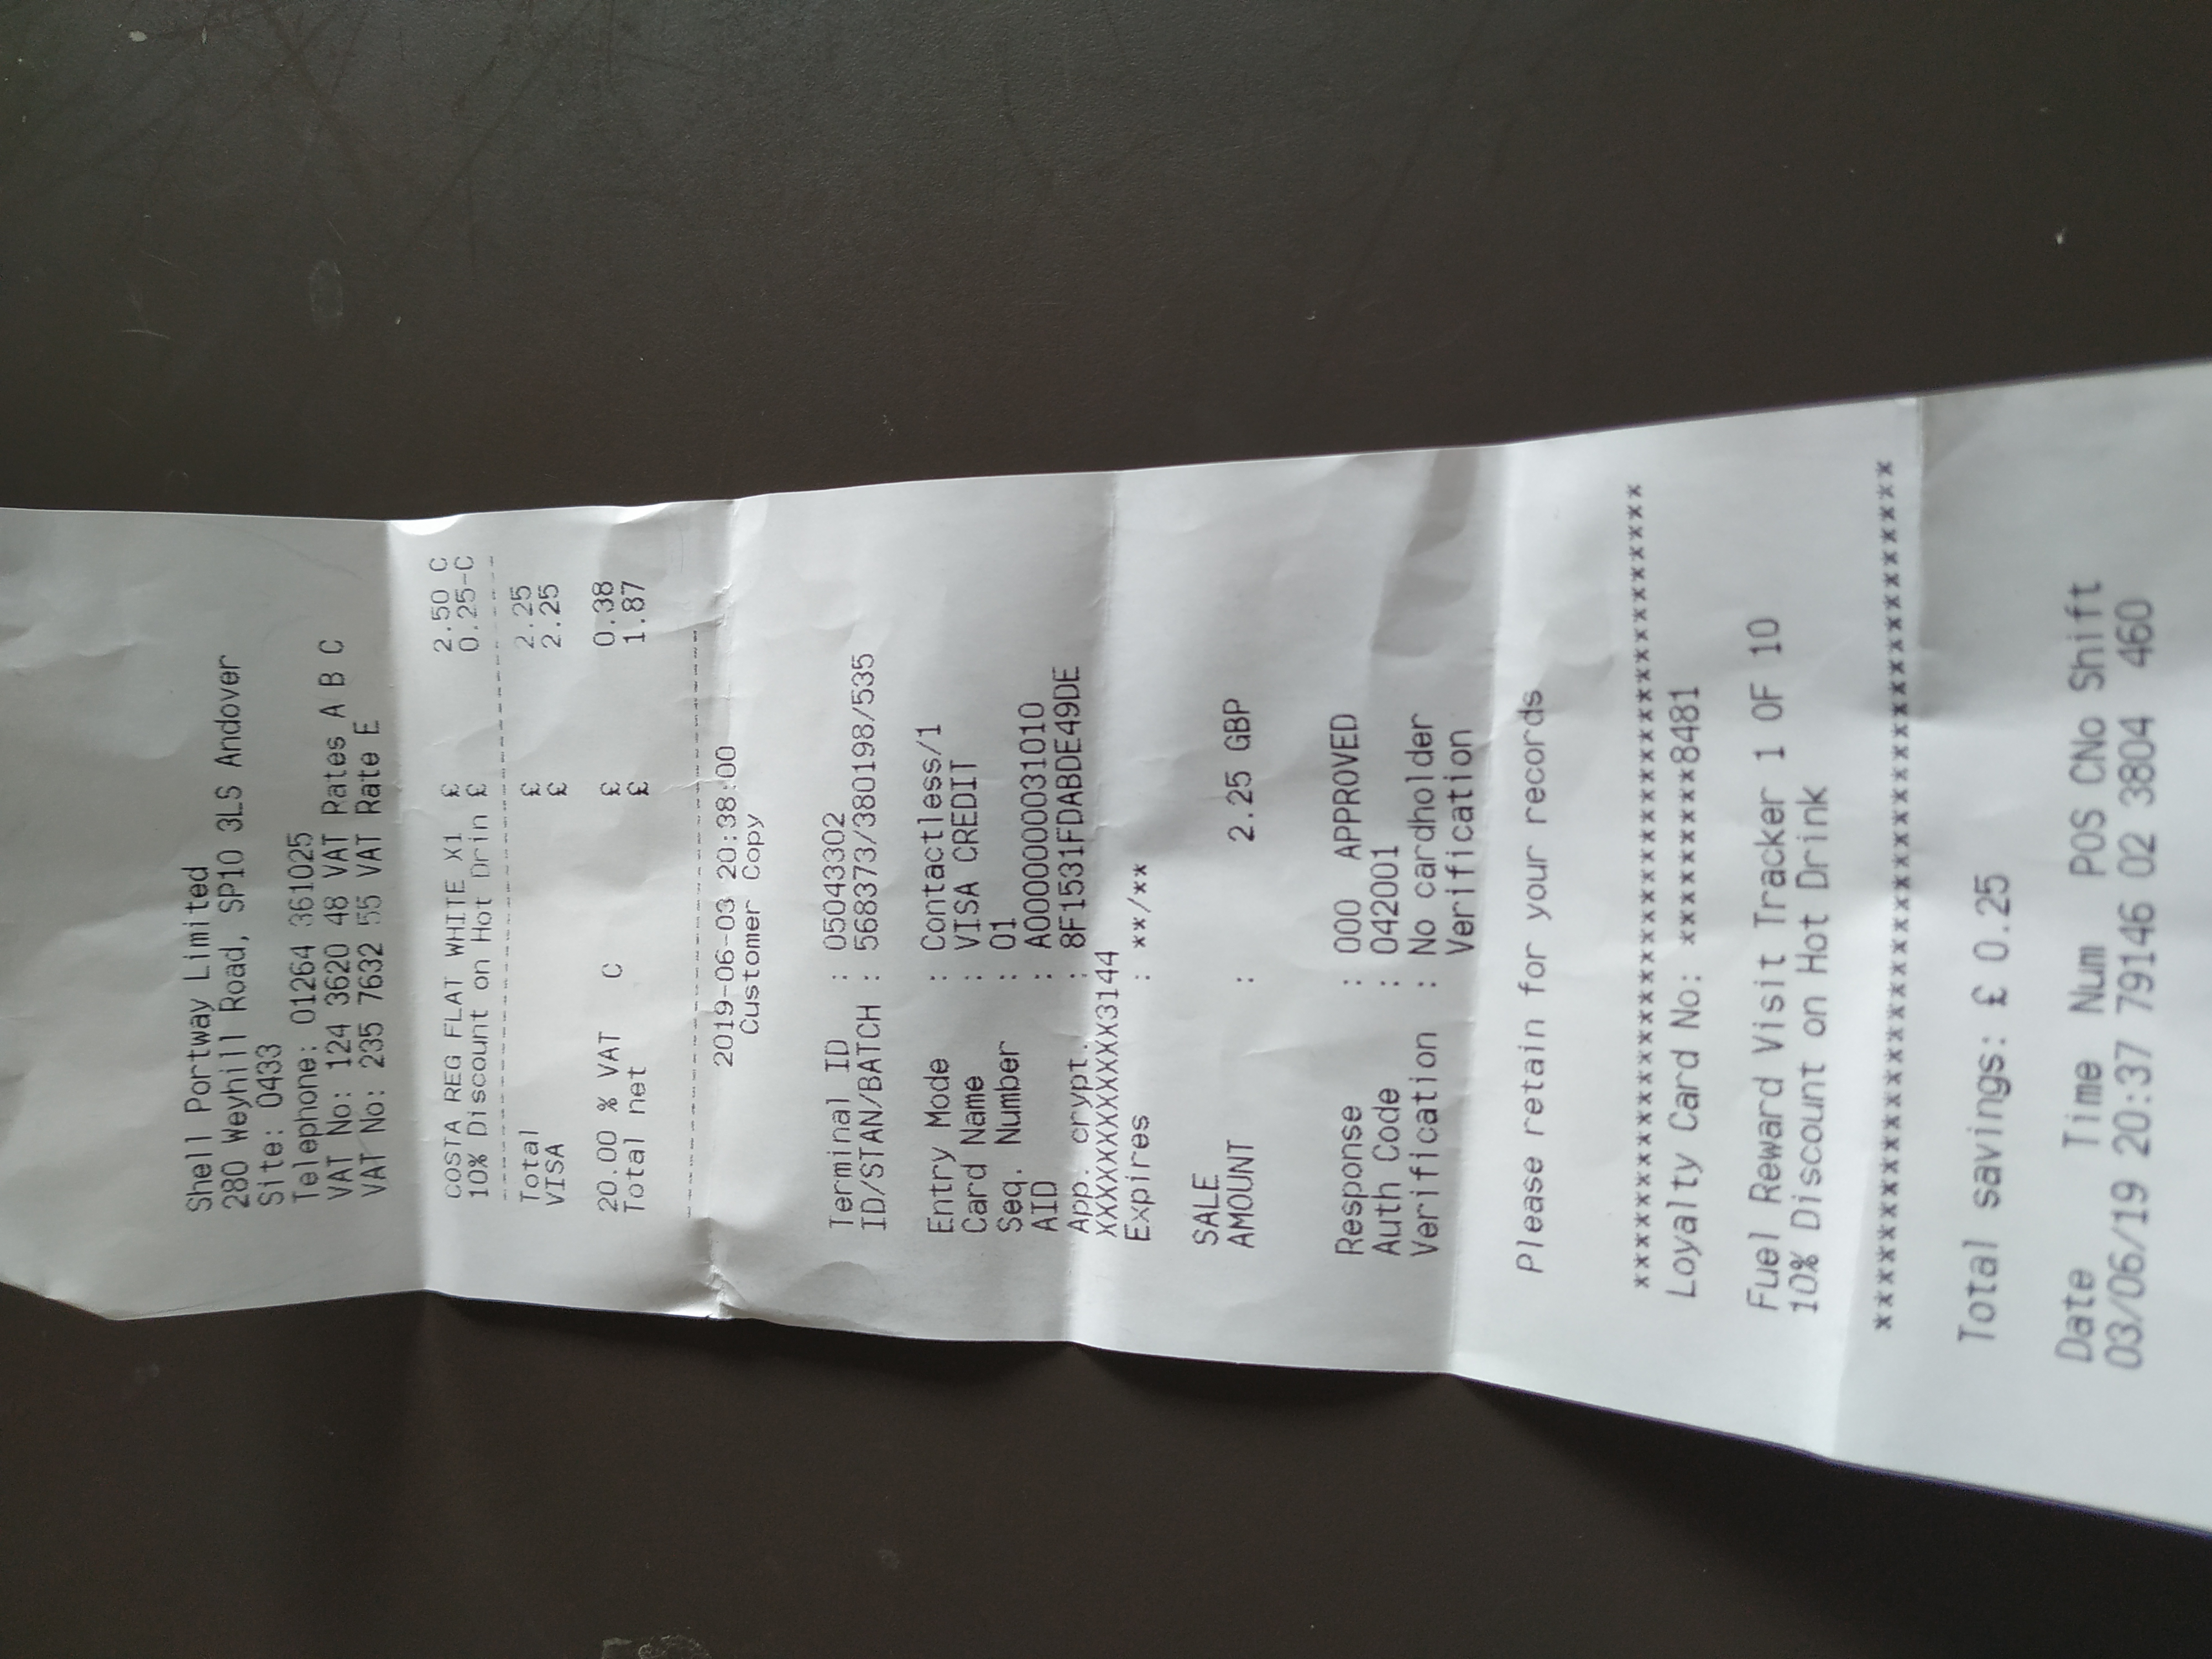 Shell Portway Limited
280 Weyhill Road, SP10 3LS Andover
Site: 0433
Telephone: 01264 361025
VAT No: 124 3620 48 VAT Rates A B C
VAT No: 235 7632 55 VAT Rate E
COSTA REG FLAT WHITE X1 £ 2.50 C
10% Discount on Hot Drin £ 0.25-C
Total £ 2.25
VISA £ 2.25
20.00 % VAT C £ 0.38
Total net £ 1.87
2019-06-03 20:38:00
Customer Copy
Terminal ID : 05043302
ID/STAN/BATCH : 568373/380198/535
Entry Mode : Contactless/1
Card Name : VISA CREDIT
Seq. Number : 01
AID : A0000000031010
App. crypt. : 8F1531FDABDE49DE
XXXXXXXXXXXX3144
Expires : **/**
SALE
AMOUNT : 2.25 GBP
Response : 000 APPROVED
Auth Code : 042001
Verification : No cardholder
Verification
Please retain for your records
****************************************
Loyalty Card No: *********8481
Fuel Reward Visit Tracker 1 OF 10
10% Discount on Hot Drink
****************************************
Total savings: £ 0.25
Date Time Num POS CNo Shift
03/06/19 20:37 79146 02 3804 460